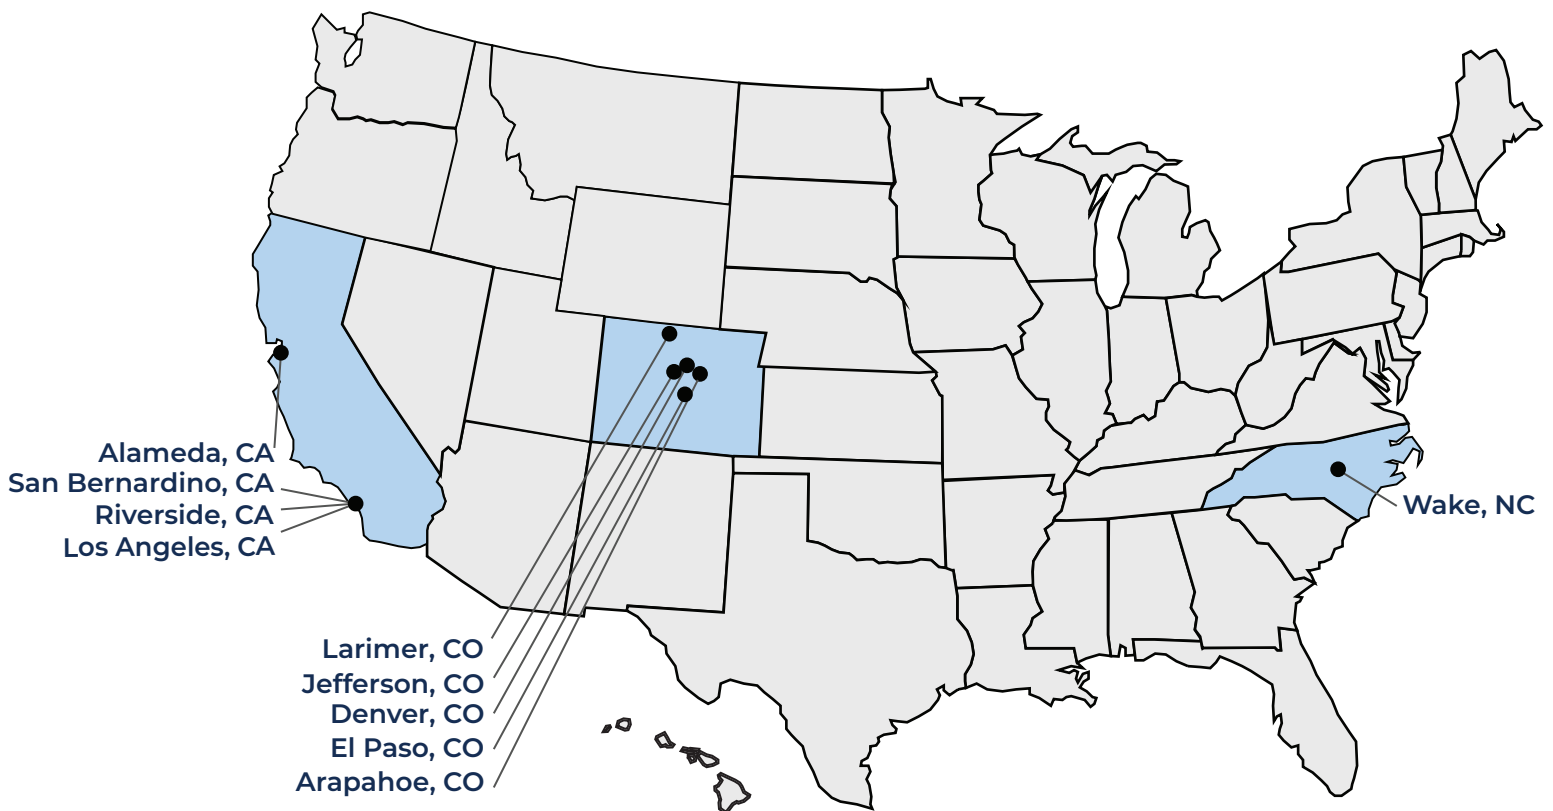 Alameda, CA
San Bernardino, CA
Riverside, CA
Los Angeles, CA
Wake, NC
Larimer, CO
Jefferson, CO
Denver, CO
El Paso, CO
Arapahoe, CO